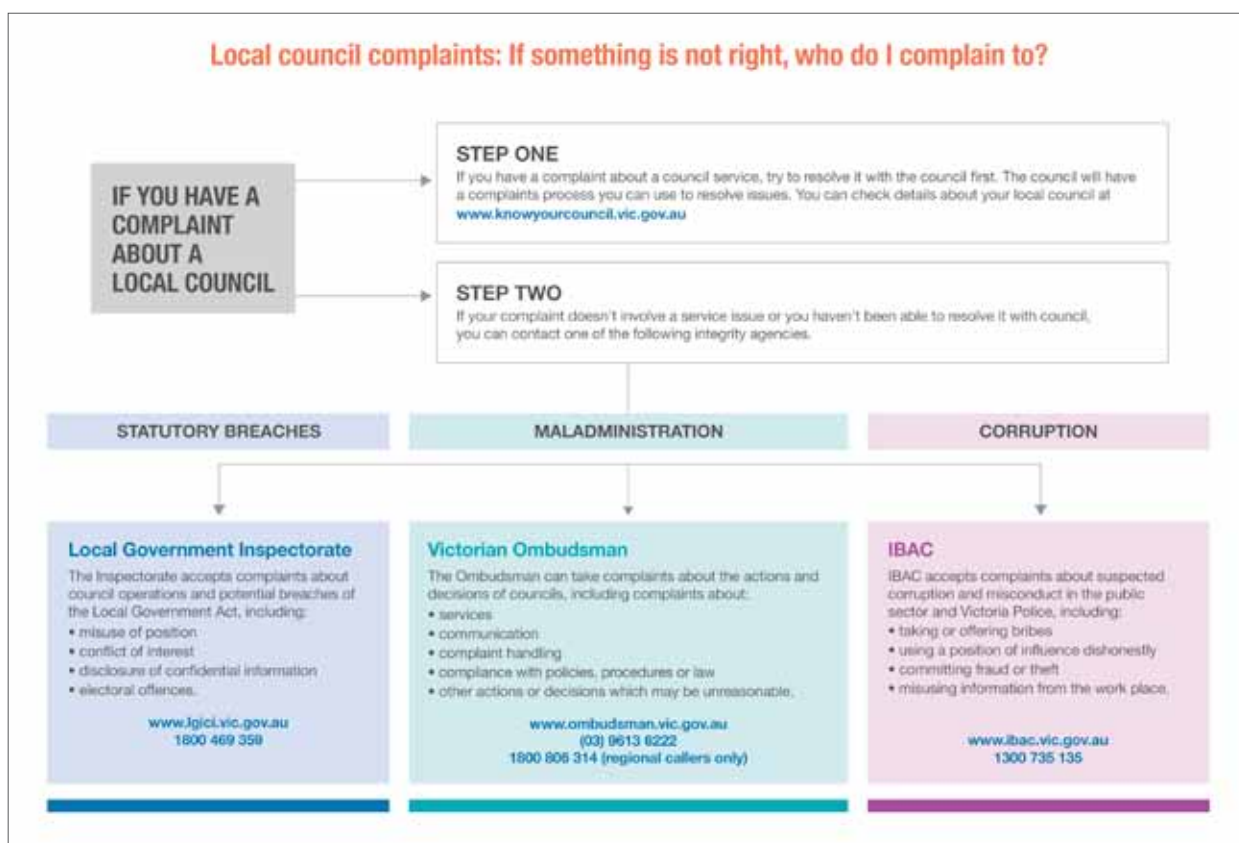 Local council complaints: If something is not right, who do I complain to?
IF YOU HAVE A
COMPLAINT
ABOUT A
LOCAL COUNCIL
STEP ONE
If you have a complaint about a council service, try to resolve it with the council first. The council will have
a complaints process you can use to resolve issues. You can check details about your local council at
www.knowyourcouncil.vic.gov.au
STEP TWO
If your complaint doesn't involve a service issue or you haven't been able to resolve it with council,
you can contact one of the following integrity agencies.
STATUTORY BREACHES
MALADMINISTRATION
CORRUPTION
Local Government Inspectorate
The Inspectorate accepts complaints about
council operations and potential breaches of
the Local Government Act, including:
• misuse of position
• conflict of interest
• disclosure of confidential information
• electoral offences.
www.lgici.vic.gov.au
1800 469 359
Victorian Ombudsman
The Ombudsman can take complaints about the actions and
decisions of councils, including complaints about:
• services
• communication
• complaint handling
• compliance with policies, procedures or law
• other actions or decisions which may be unreasonable.
www.ombudsman.vic.gov.au
(03) 9613 6222
1800 806 314 (regional callers only)
IBAC
IBAC accepts complaints about suspected
corruption and misconduct in the public
sector and Victoria Police, including:
• taking or offering bribes
• using a position of influence dishonestly
• committing fraud or theft
• misusing information from the work place.
www.ibac.vic.gov.au
1300 735 135